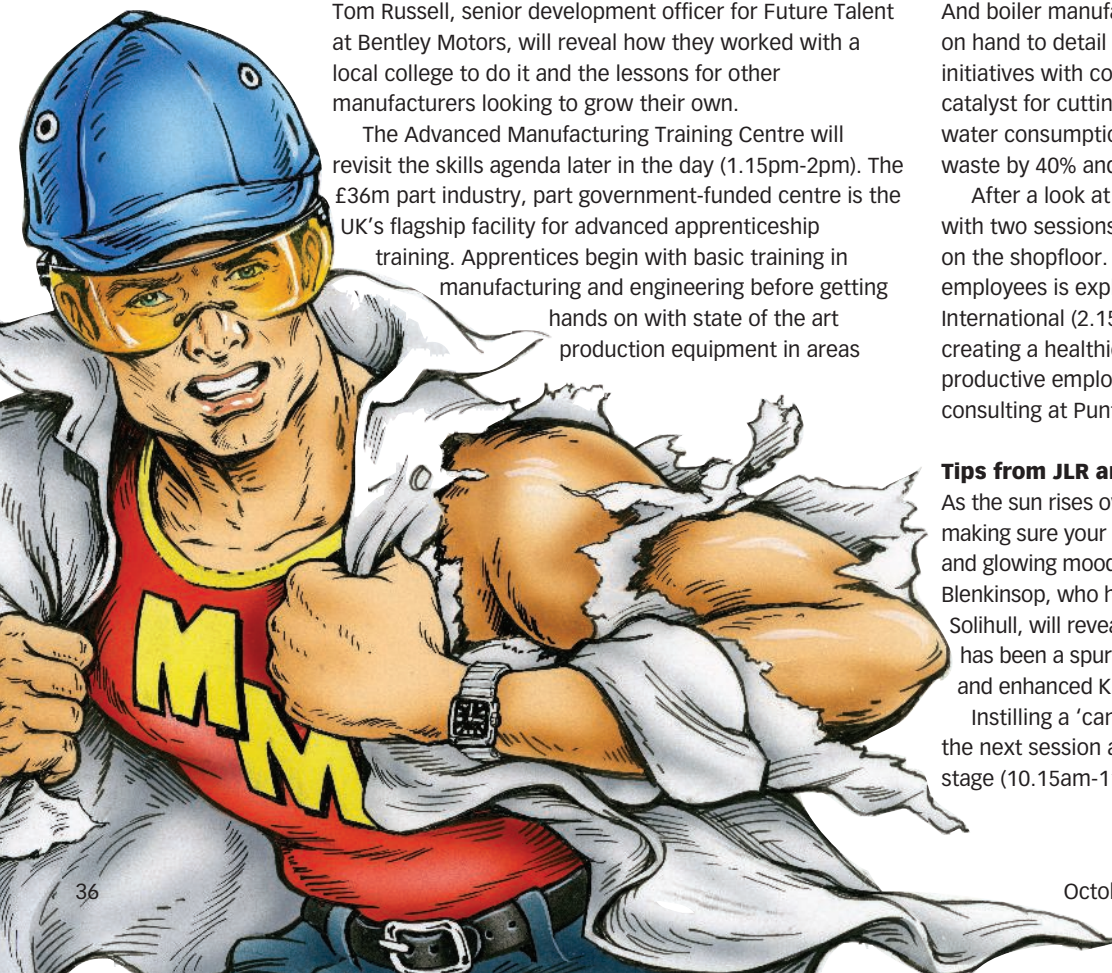 Tom Russell, senior development officer for Future Talent
at Bentley Motors, will reveal how they worked with a
local college to do it and the lessons for other
manufacturers looking to grow their own.
The Advanced Manufacturing Training Centre will
revisit the skills agenda later in the day (1.15pm-2pm). The
£36m part industry, part government-funded centre is the
UK's flagship facility for advanced apprenticeship
training. Apprentices begin with basic training in
manufacturing and engineering before getting
hands on with state of the art
production equipment in areas
MM
36
And boiler manufa
on hand to detail
initiatives with co
catalyst for cuttin
water consumptio
waste by 40% and
After a look at
with two sessions
on the shopfloor.
employees is exp
International (2.15
creating a healthie
productive emplo
consulting at Pun
Tips from JLR an
As the sun rises o
making sure your
and glowing mood
Blenkinsop, who h
Solihull, will revea
has been a spur
and enhanced K
Instilling a 'can
the next session a
stage (10.15am-1
Octob